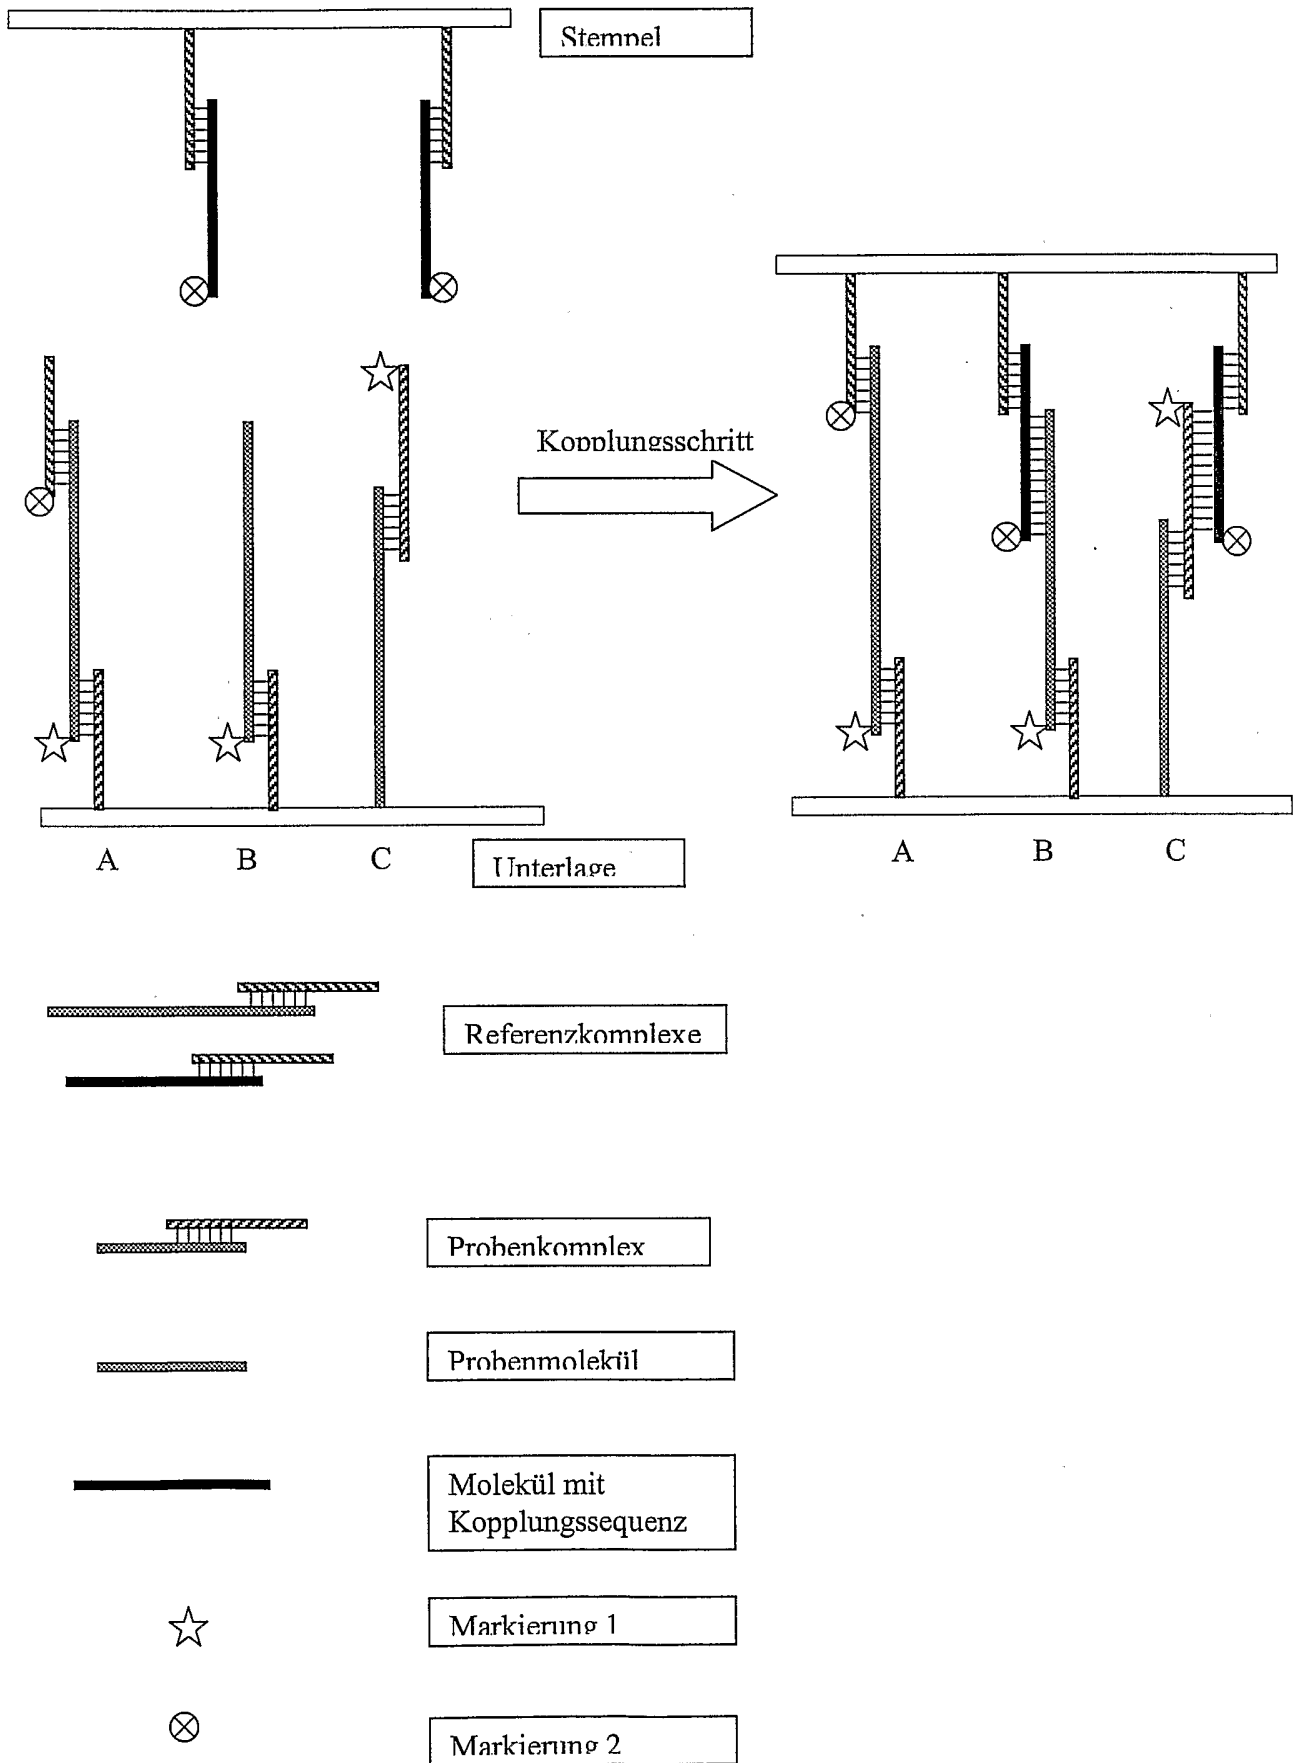 Stempel
Kopplungsschritt
A B C
Unterlage
A B C
Referenzkomplexe
Probenkomplex
Probenmolekül
Molekül mit
Kopplungssequenz
Markierung 1
Markierung 2